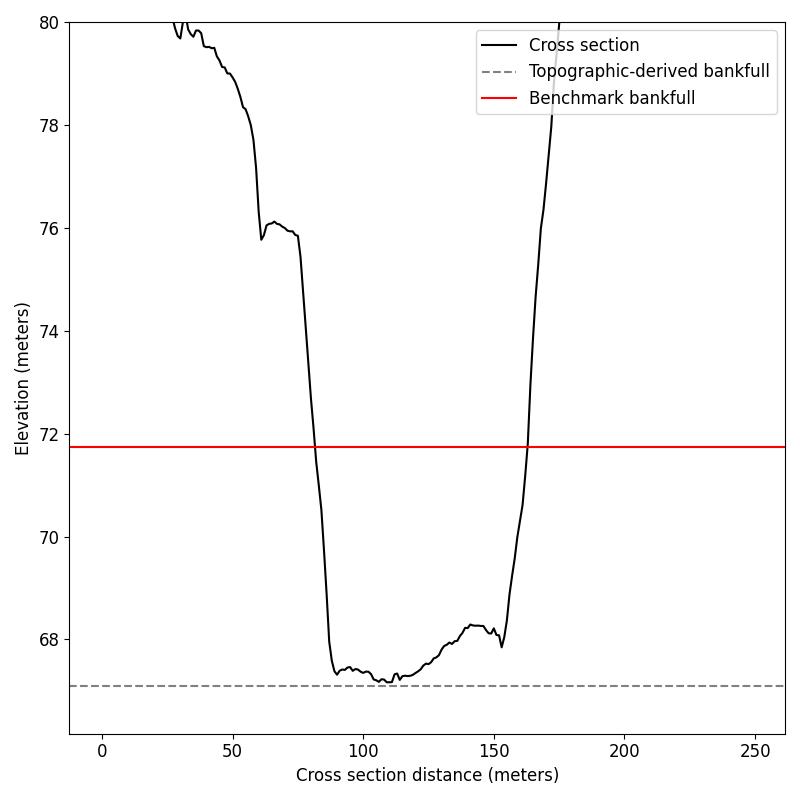 80
78
76
74
72
70
68
Elevation (meters)
Cross section
Topographic-derived bankfull
Benchmark bankfull
0
50
100
150
200
250
Cross section distance (meters)